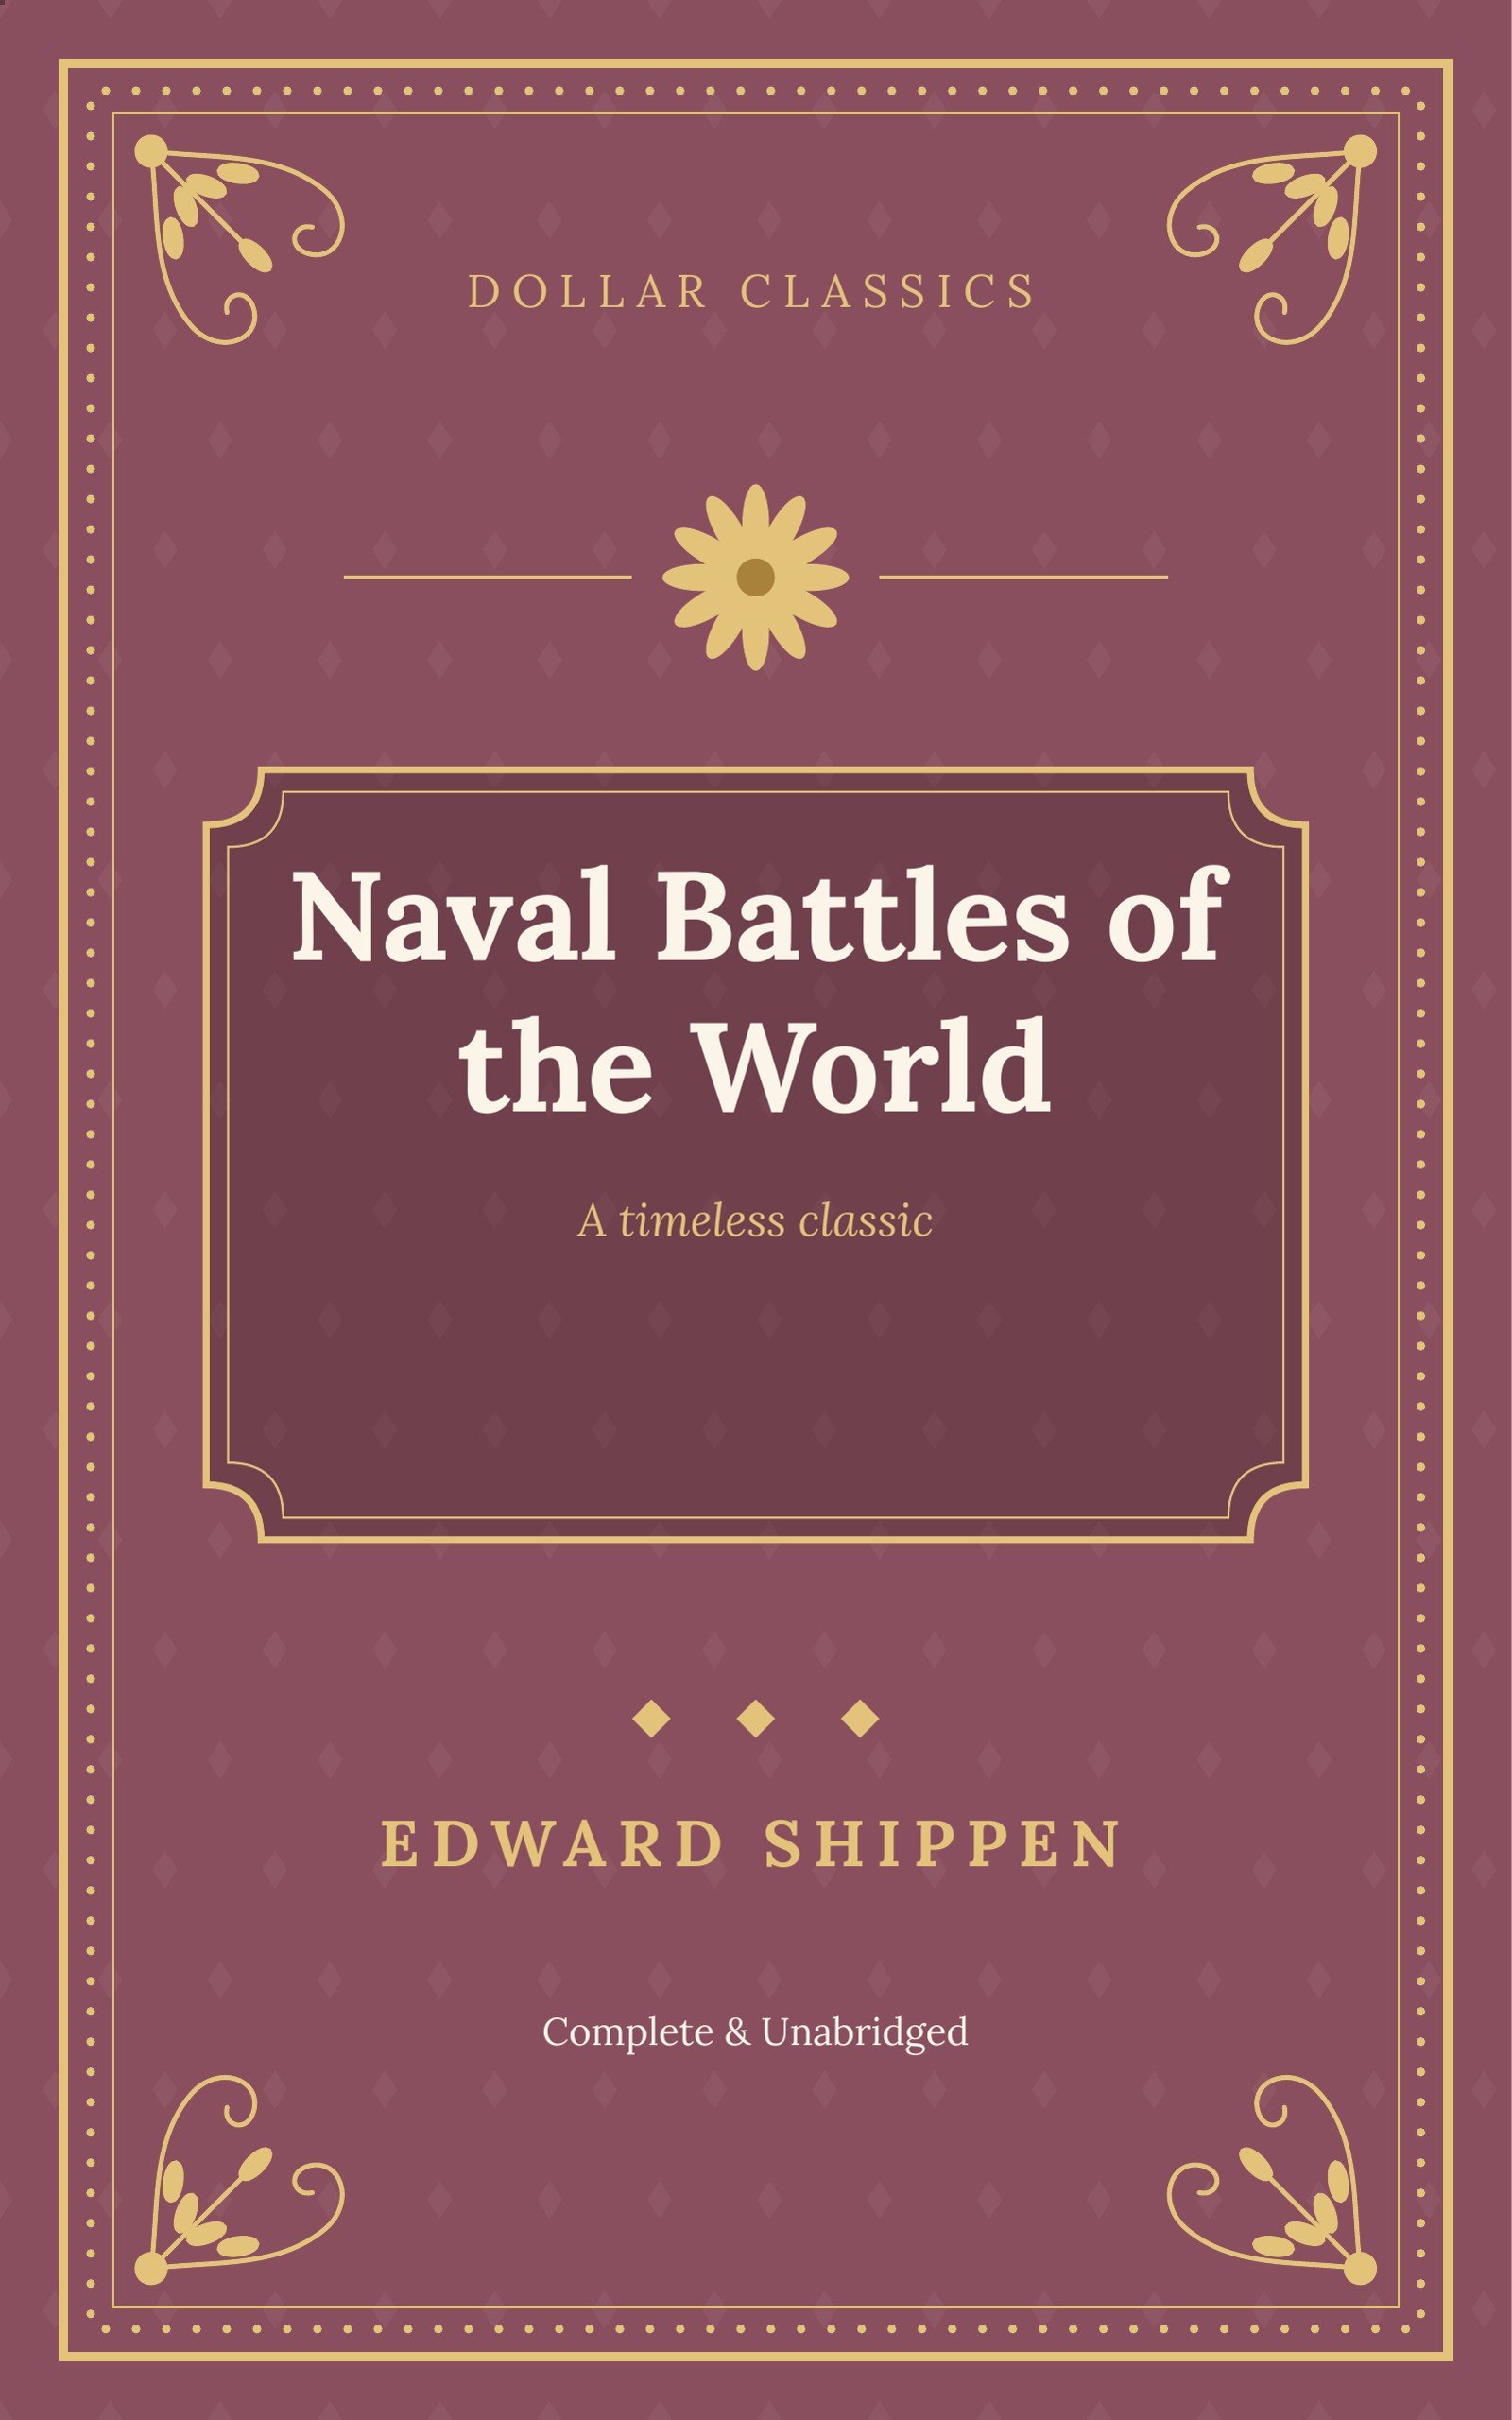 DOLLAR CLASSICS
Naval Battles of
the World
A timeless classic
EDWARD SHIPPEN
Complete & Unabridged